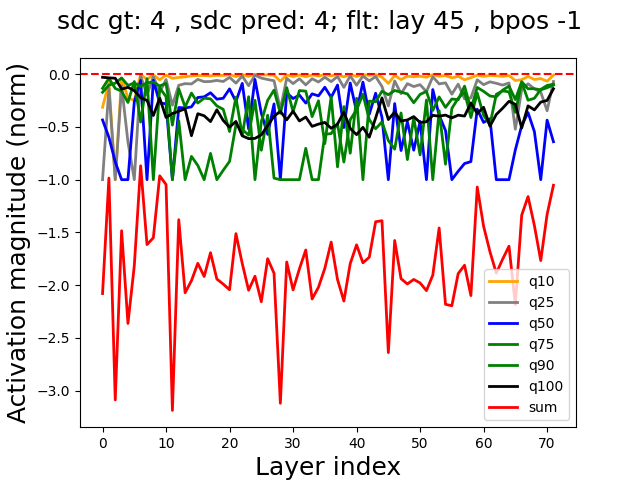 sdc gt: 4 , sdc pred: 4; flt: lay 45 , bpos -1
Activation magnitude (norm)
0.0
−0.5
−1.0
−1.5
−2.0
−2.5
−3.0
q10
q25
q50
q75
q90
q100
sum
0 10 20 30 40 50 60 70
Layer index